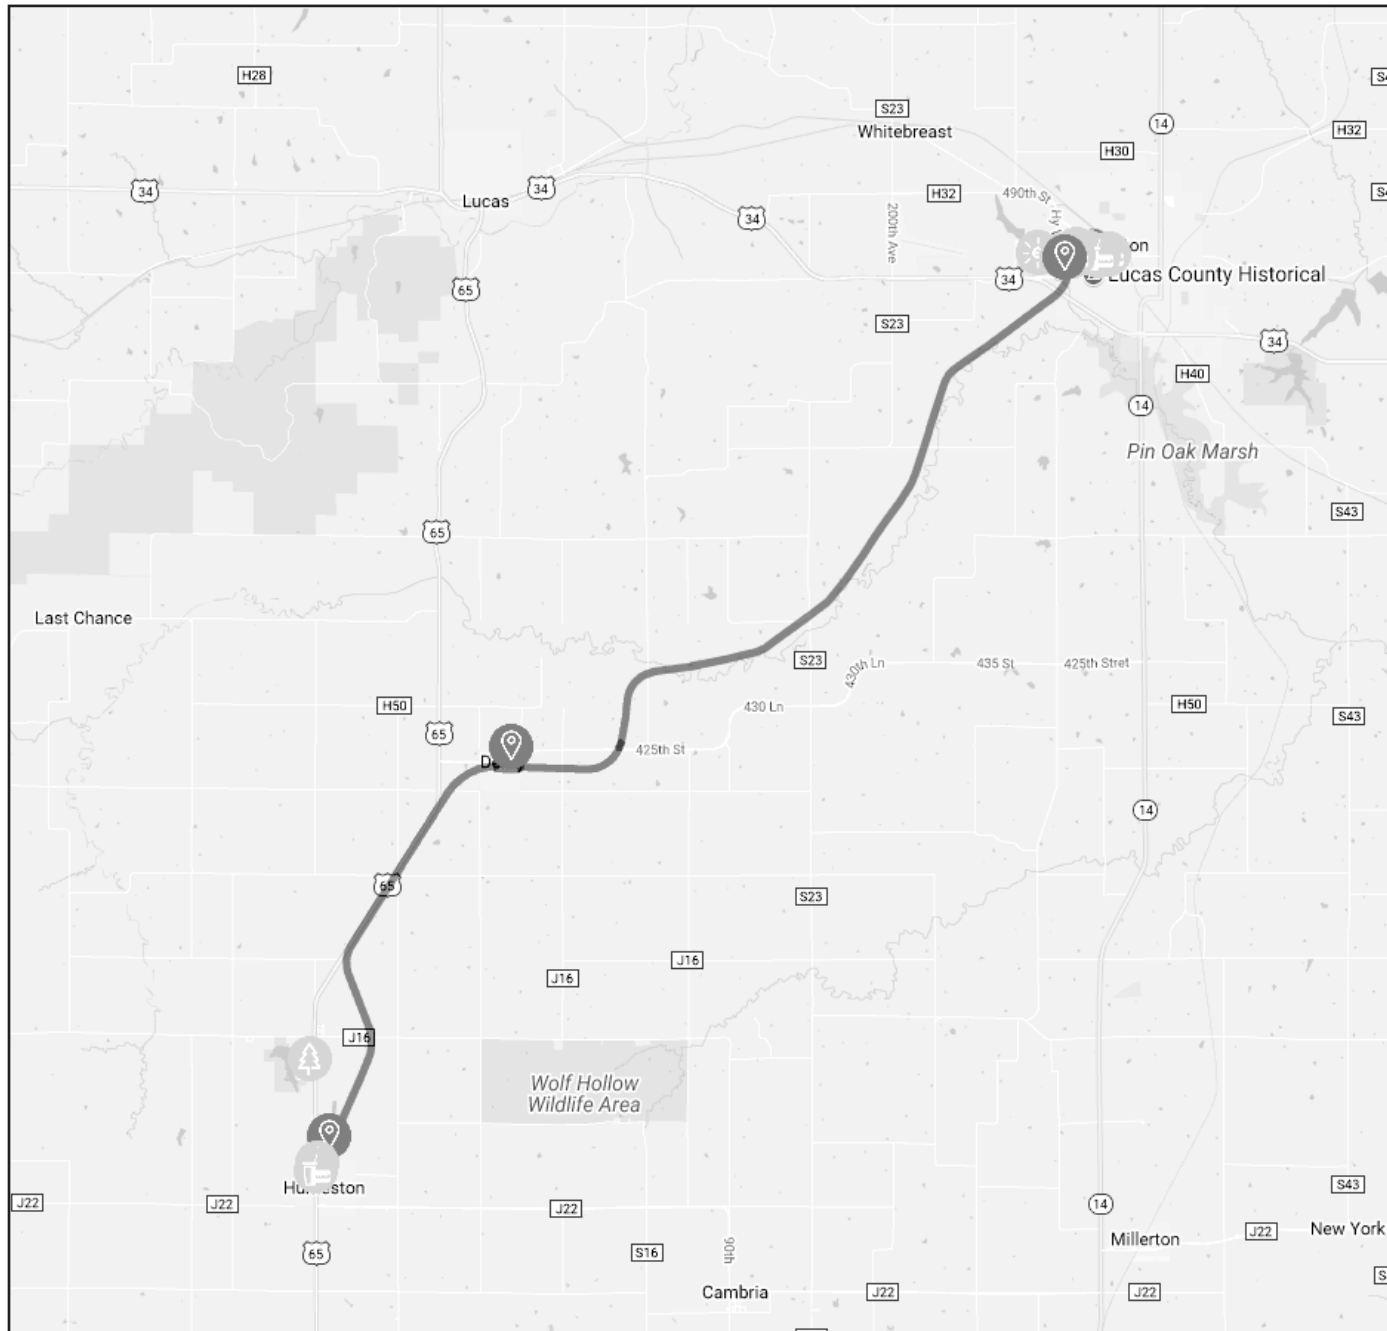 H28
S23
Whitebreast
14
H32
H30
34
34
Lucas
34
H32
490th St
200th Ave
65
34
34
Lucas County Historical
S23
H40
14
Pin Oak Marsh
65
S43
Last Chance
S23
430th Ln
435 St
425th Stret
H50
430 Ln
H50
S43
65
425th St
14
65
S23
J16
J16
J16
Wolf Hollow
Wildlife Area
J22
J22
J22
S43
14
65
S16
90th
Millerton
J22
New York
Cambria
J22
J22